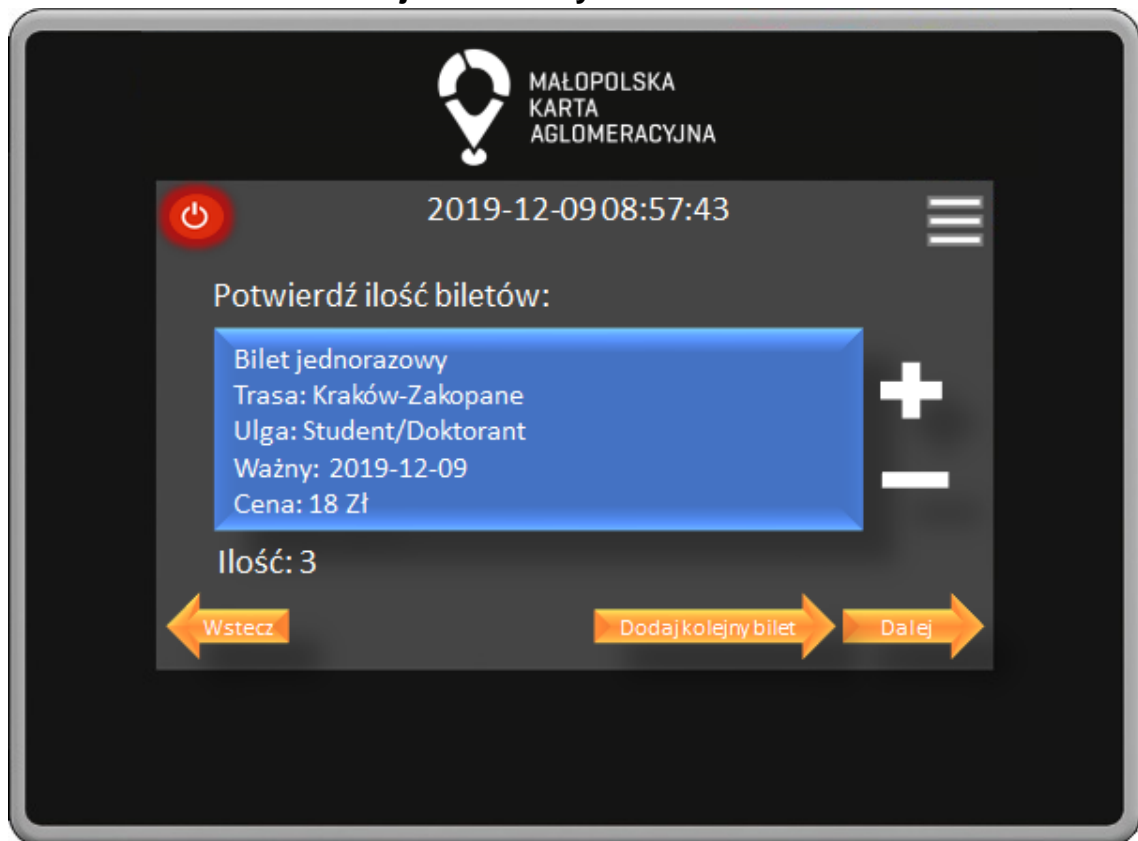 MAŁOPOLSKA
KARTA
AGLOMERACYJNA
2019-12-09 08:57:43
Potwierdź ilość biletów:
Bilet jednorazowy
Trasa: Kraków-Zakopane
Ulga: Student/Doktorant
Ważny: 2019-12-09
Cena: 18 Zł
Ilość: 3
Wstecz
Dodaj kolejny bilet
Dalej